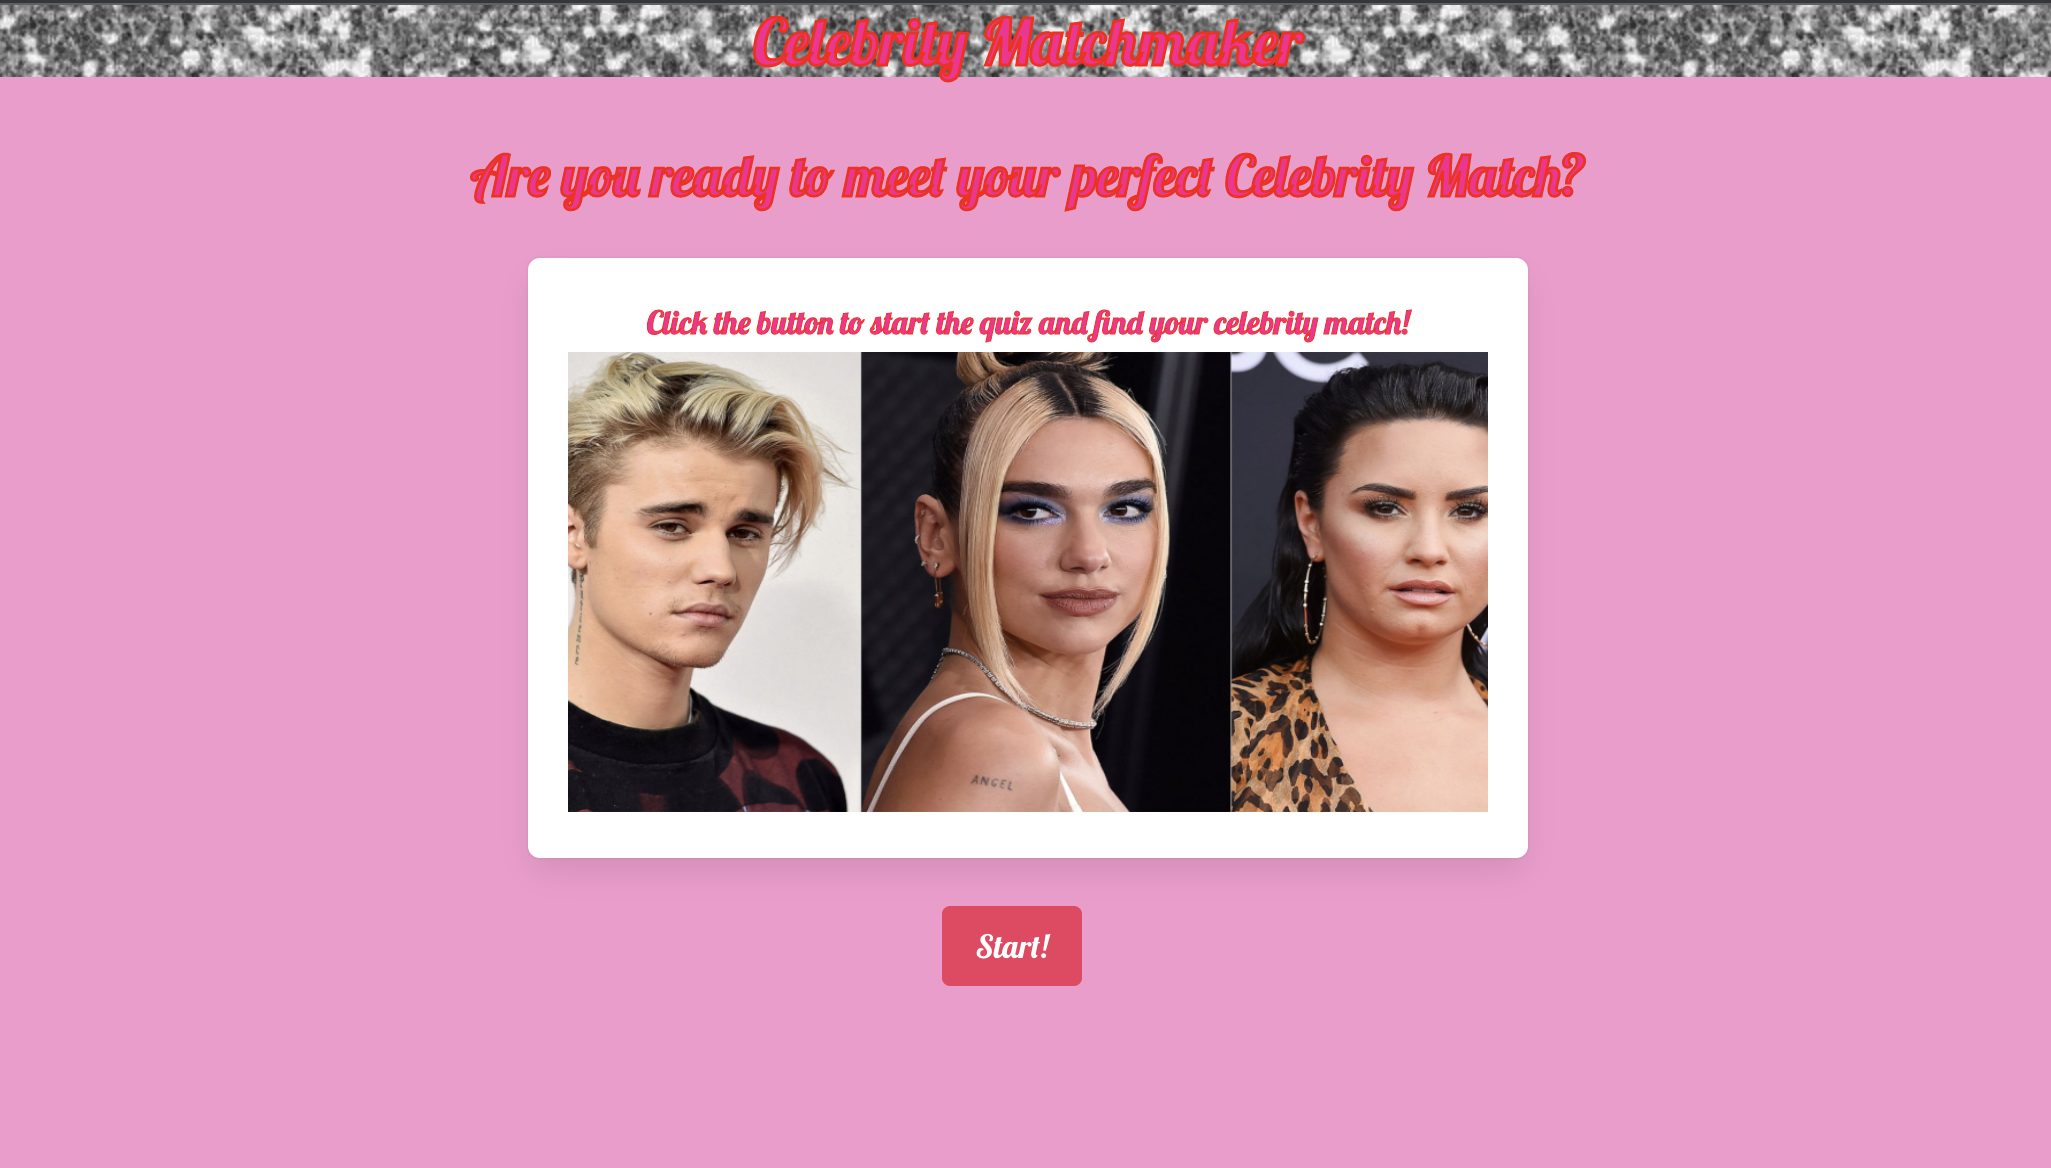 Celebrity Matchmaker
Are you ready to meet your perfect Celebrity Match?
Click the button to start the quiz and find your celebrity match!
ANGEL
Start!